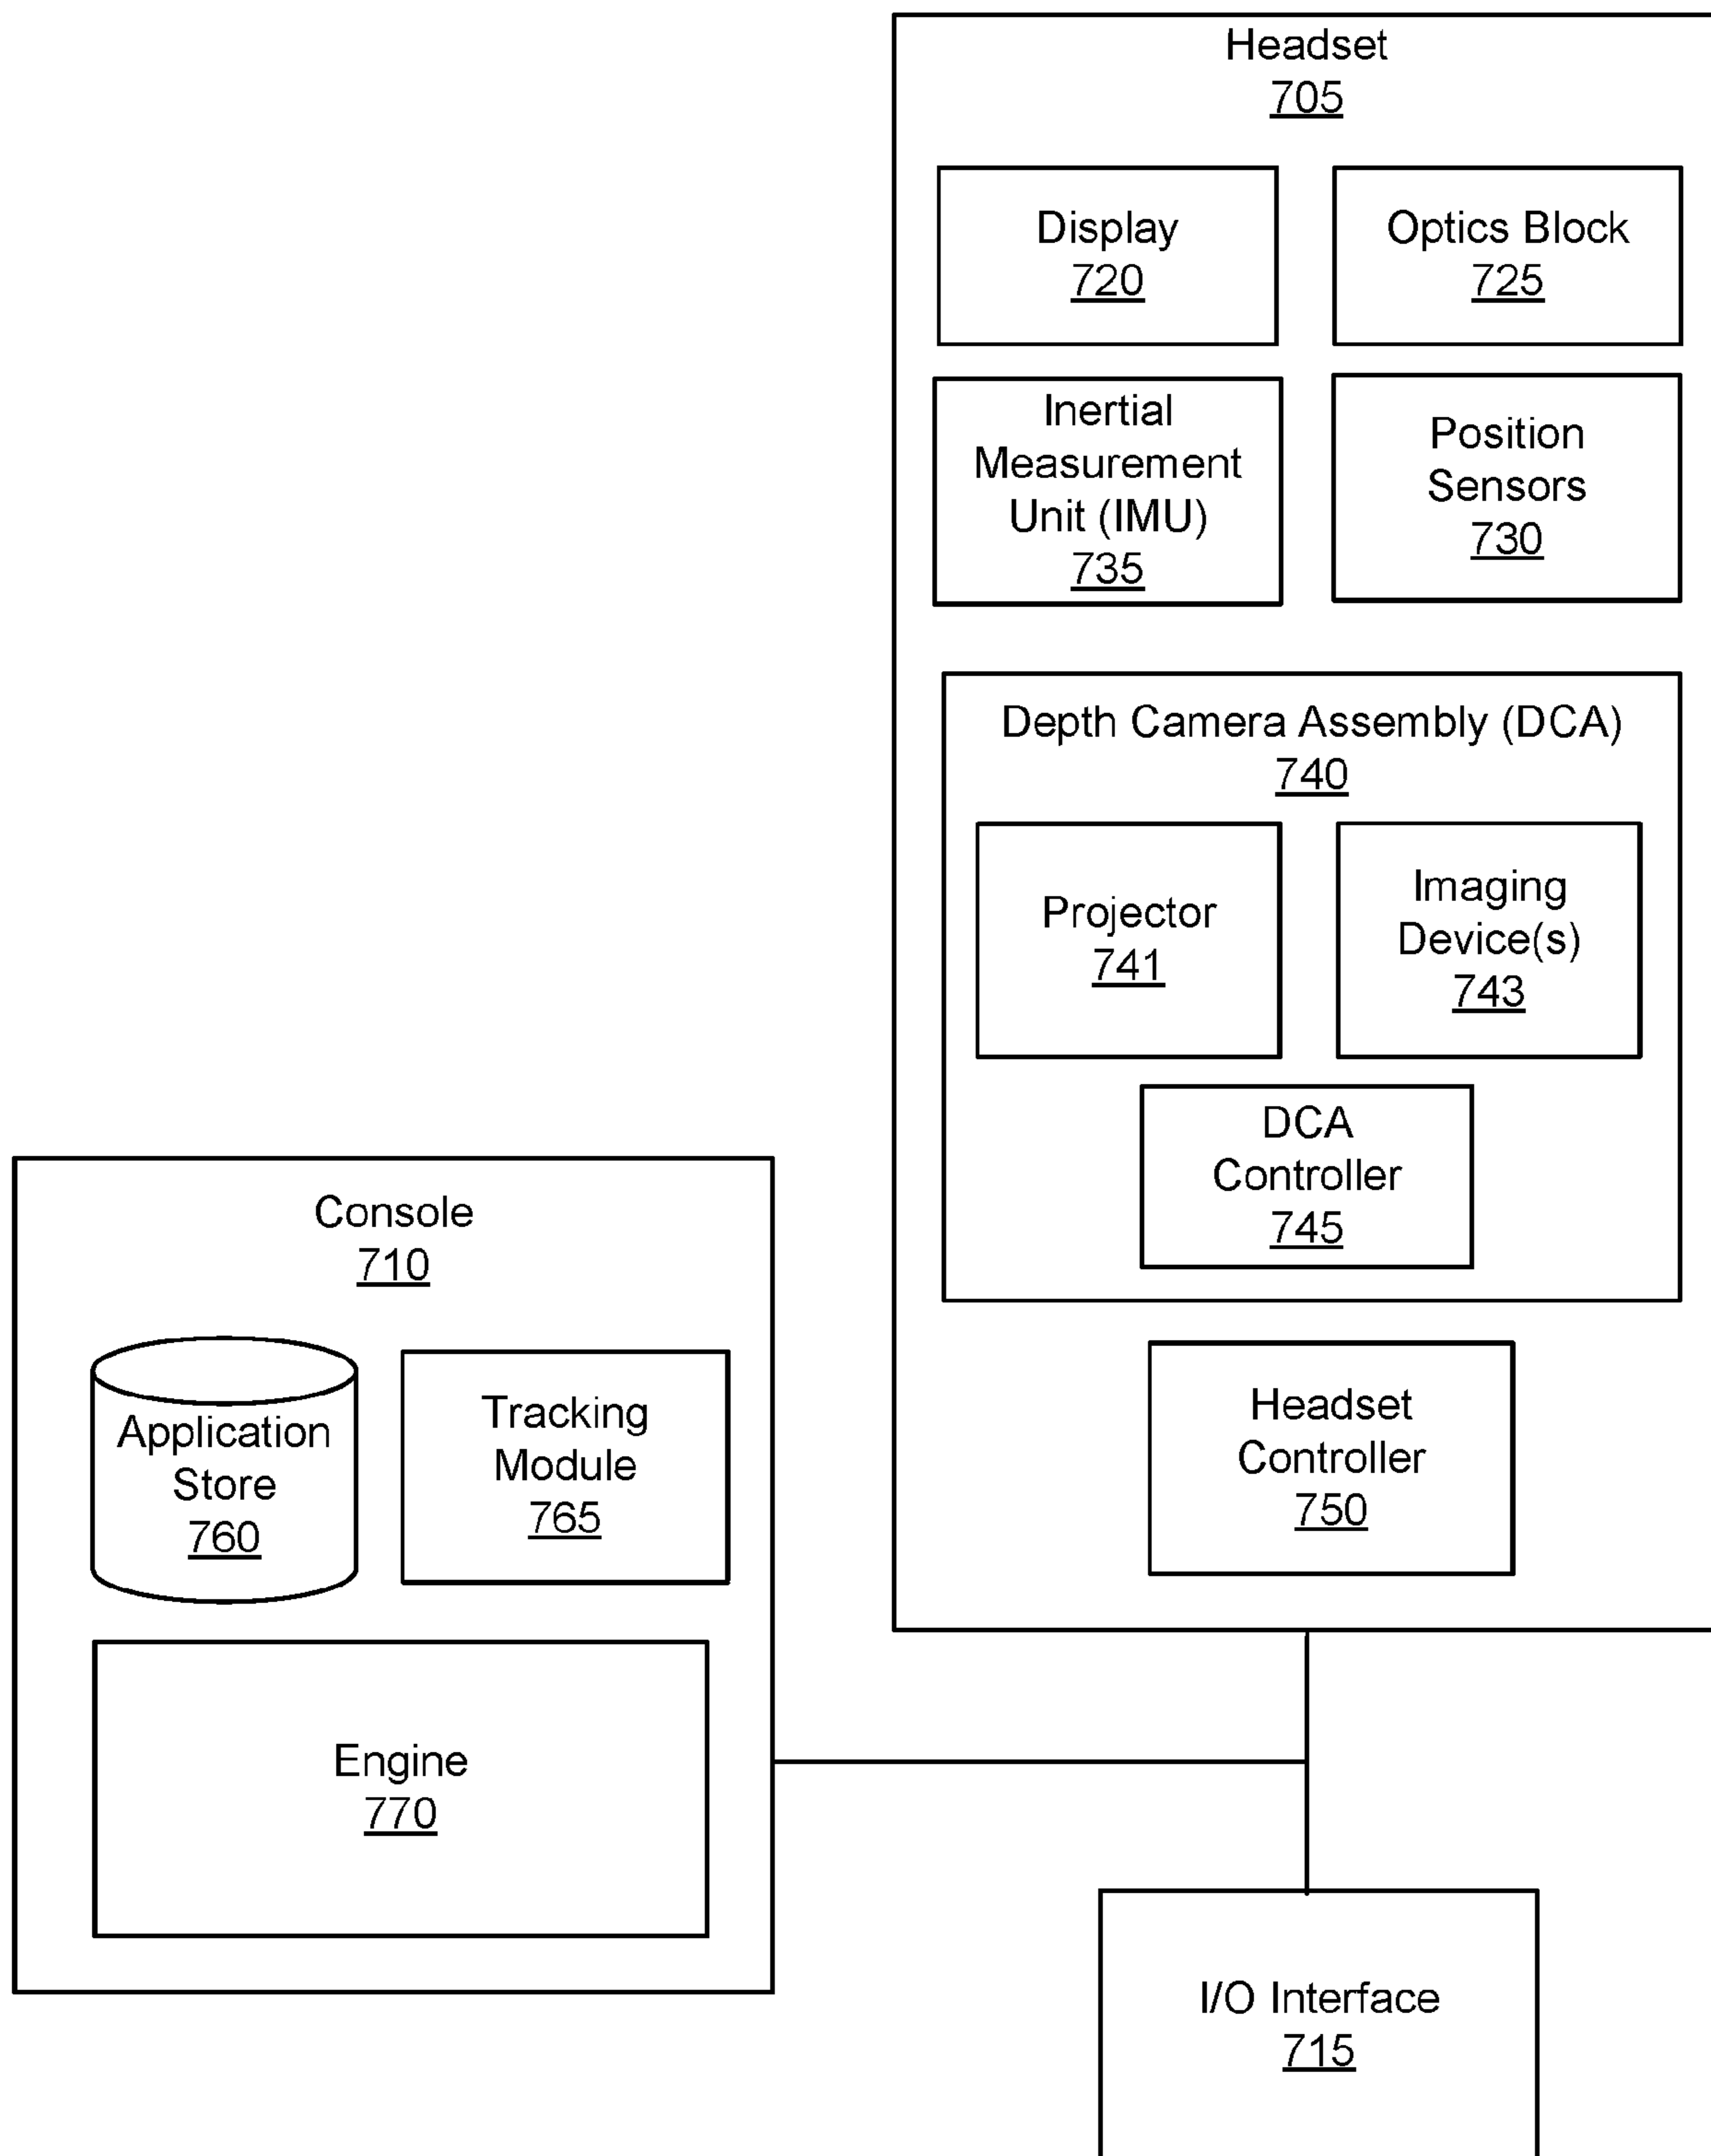 Headset
705
Display
720
Optics Block
725
Inertial
Measurement
Unit (IMU)
735
Position
Sensors
730
Depth Camera Assembly (DCA)
740
Projector
741
Imaging
Device(s)
743
DCA
Controller
745
Headset
Controller
750
Console
710
Application
Store
760
Tracking
Module
765
Engine
770
I/O Interface
715